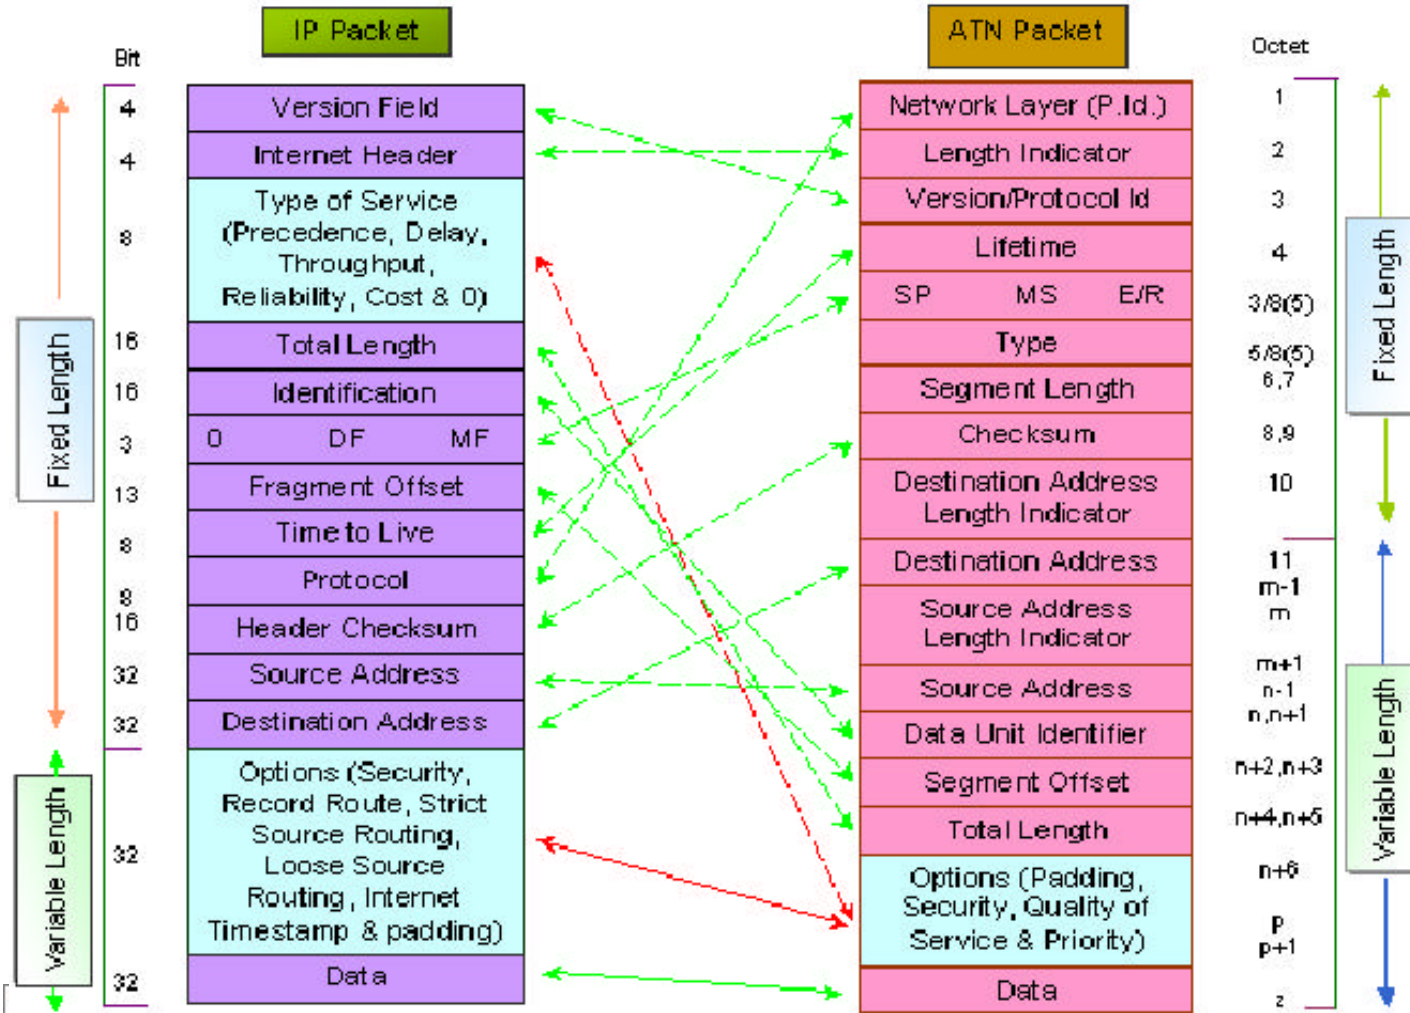 IP Packet
ATN Packet
Bit
Octet
4
Version Field
Network Layer (P.Id.)
1
4
Internet Header
Length Indicator
2
8
Type of Service
(Precedence, Delay,
Throughput,
Reliability, Cost & 0)
Version/Protocol Id
3
Lifetime
4
SP MS E/R
3/8(5)
16
Total Length
Type
5/8(5)
16
Identification
Segment Length
6,7
3
0 DF MF
Checksum
8,9
13
Fragment Offset
Destination Address
Length Indicator
10
8
Time to Live
8
Protocol
Destination Address
11
m-1
16
Header Checksum
Source Address
Length Indicator
m
32
Source Address
Source Address
m+1
n-1
32
Destination Address
Data Unit Identifier
n,n+1
32
Options (Security,
Record Route, Strict
Source Routing,
Loose Source
Routing, Internet
Timestamp & padding)
Segment Offset
n+2,n+3
Total Length
n+4,n+5
Options (Padding,
Security, Quality of
Service & Priority)
n+6
p
p+1
32
Data
Data
z
Fixed Length
Variable Length
Fixed Length
Variable Length